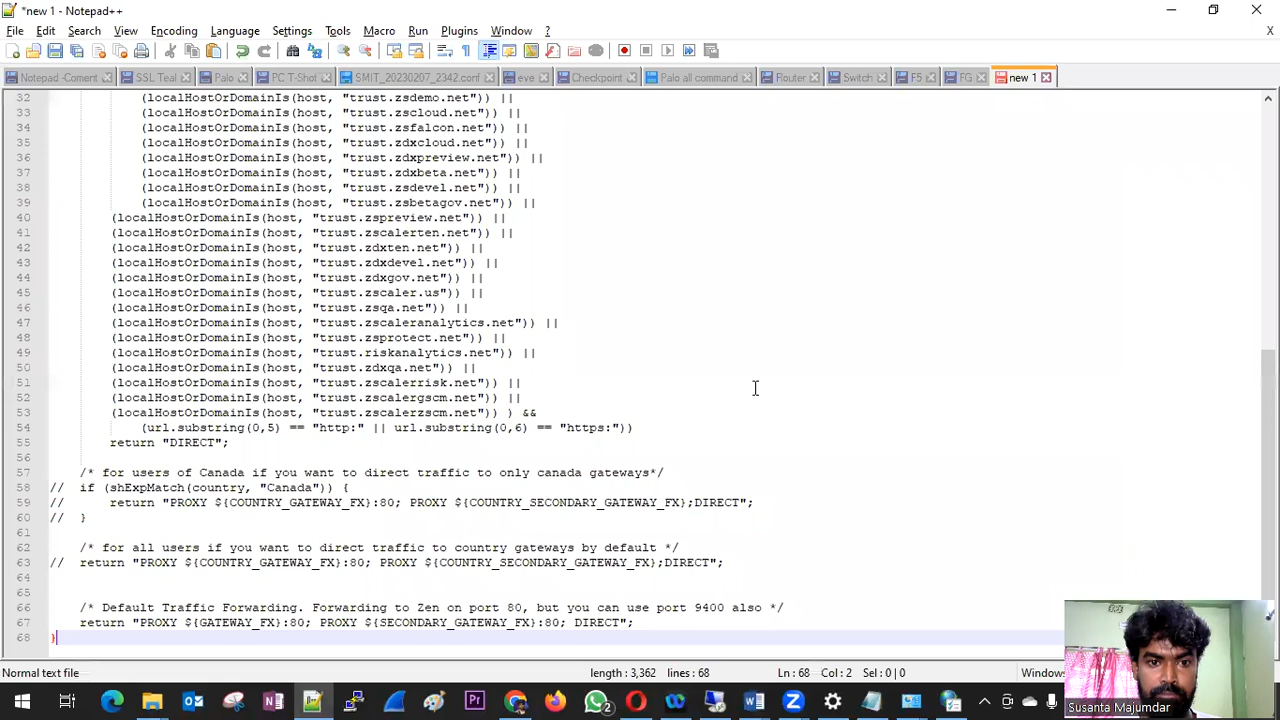 *new 1 - Notepad++
File Edit Search View Encoding Language Settings Tools Macro Run Plugins Window ?
Notepad -Coment SSL Teal Palo PC T-Shot SMIT_20230207_2342.conf eve Checkpoint Palo all command Router Switch F5 FG new 1
32 (localHostOrDomainIs(host, "trust.zsdemo.net")) ||
33 (localHostOrDomainIs(host, "trust.zscloud.net")) ||
34 (localHostOrDomainIs(host, "trust.zsfalcon.net")) ||
35 (localHostOrDomainIs(host, "trust.zdxcloud.net")) ||
36 (localHostOrDomainIs(host, "trust.zdxpreview.net")) ||
37 (localHostOrDomainIs(host, "trust.zdxbeta.net")) ||
38 (localHostOrDomainIs(host, "trust.zsdevel.net")) ||
39 (localHostOrDomainIs(host, "trust.zsbetagov.net")) ||
40 (localHostOrDomainIs(host, "trust.zspreview.net")) ||
41 (localHostOrDomainIs(host, "trust.zscalerten.net")) ||
42 (localHostOrDomainIs(host, "trust.zdxten.net")) ||
43 (localHostOrDomainIs(host, "trust.zdxdevel.net")) ||
44 (localHostOrDomainIs(host, "trust.zdxgov.net")) ||
45 (localHostOrDomainIs(host, "trust.zscaler.us")) ||
46 (localHostOrDomainIs(host, "trust.zsqa.net")) ||
47 (localHostOrDomainIs(host, "trust.zscaleranalytics.net")) ||
48 (localHostOrDomainIs(host, "trust.zsprotect.net")) ||
49 (localHostOrDomainIs(host, "trust.riskanalytics.net")) ||
50 (localHostOrDomainIs(host, "trust.zdxqa.net")) ||
51 (localHostOrDomainIs(host, "trust.zscalerrisk.net")) ||
52 (localHostOrDomainIs(host, "trust.zscalergscm.net")) ||
53 (localHostOrDomainIs(host, "trust.zscalerzscm.net")) ) &&
54 (url.substring(0,5) == "http:" || url.substring(0,6) == "https:"))
55 return "DIRECT";
56
57 /* for users of Canada if you want to direct traffic to only canada gateways*/
58 // if (shExpMatch(country, "Canada")) {
59 // return "PROXY ${COUNTRY_GATEWAY_FX}:80; PROXY ${COUNTRY_SECONDARY_GATEWAY_FX};DIRECT";
60 // }
61
62 /* for all users if you want to direct traffic to country gateways by default */
63 // return "PROXY ${COUNTRY_GATEWAY_FX}:80; PROXY ${COUNTRY_SECONDARY_GATEWAY_FX};DIRECT";
64
65
66 /* Default Traffic Forwarding. Forwarding to Zen on port 80, but you can use port 9400 also */
67 return "PROXY ${GATEWAY_FX}:80; PROXY ${SECONDARY_GATEWAY_FX}:80; DIRECT";
68 }
Normal text file length : 3,362 lines : 68 Ln : 68 Col : 2 Sel : 0 | 0 Windows
Susanta Majumdar